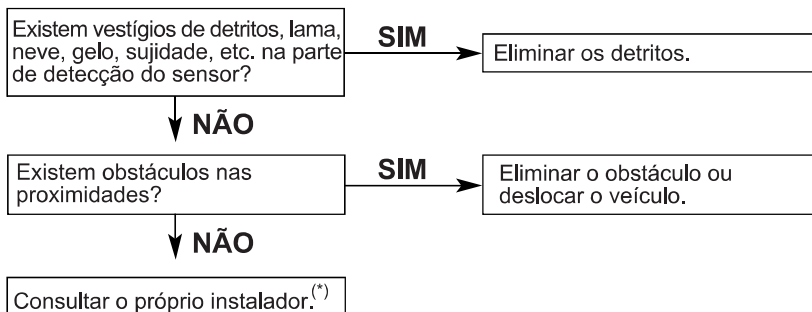 Existem vestígios de detritos, lama,
neve, gelo, sujidade, etc. na parte
de detecção do sensor?
SIM
Eliminar os detritos.
NÃO
Existem obstáculos nas
proximidades?
SIM
Eliminar o obstáculo ou
deslocar o veículo.
NÃO
Consultar o próprio instalador.(*)